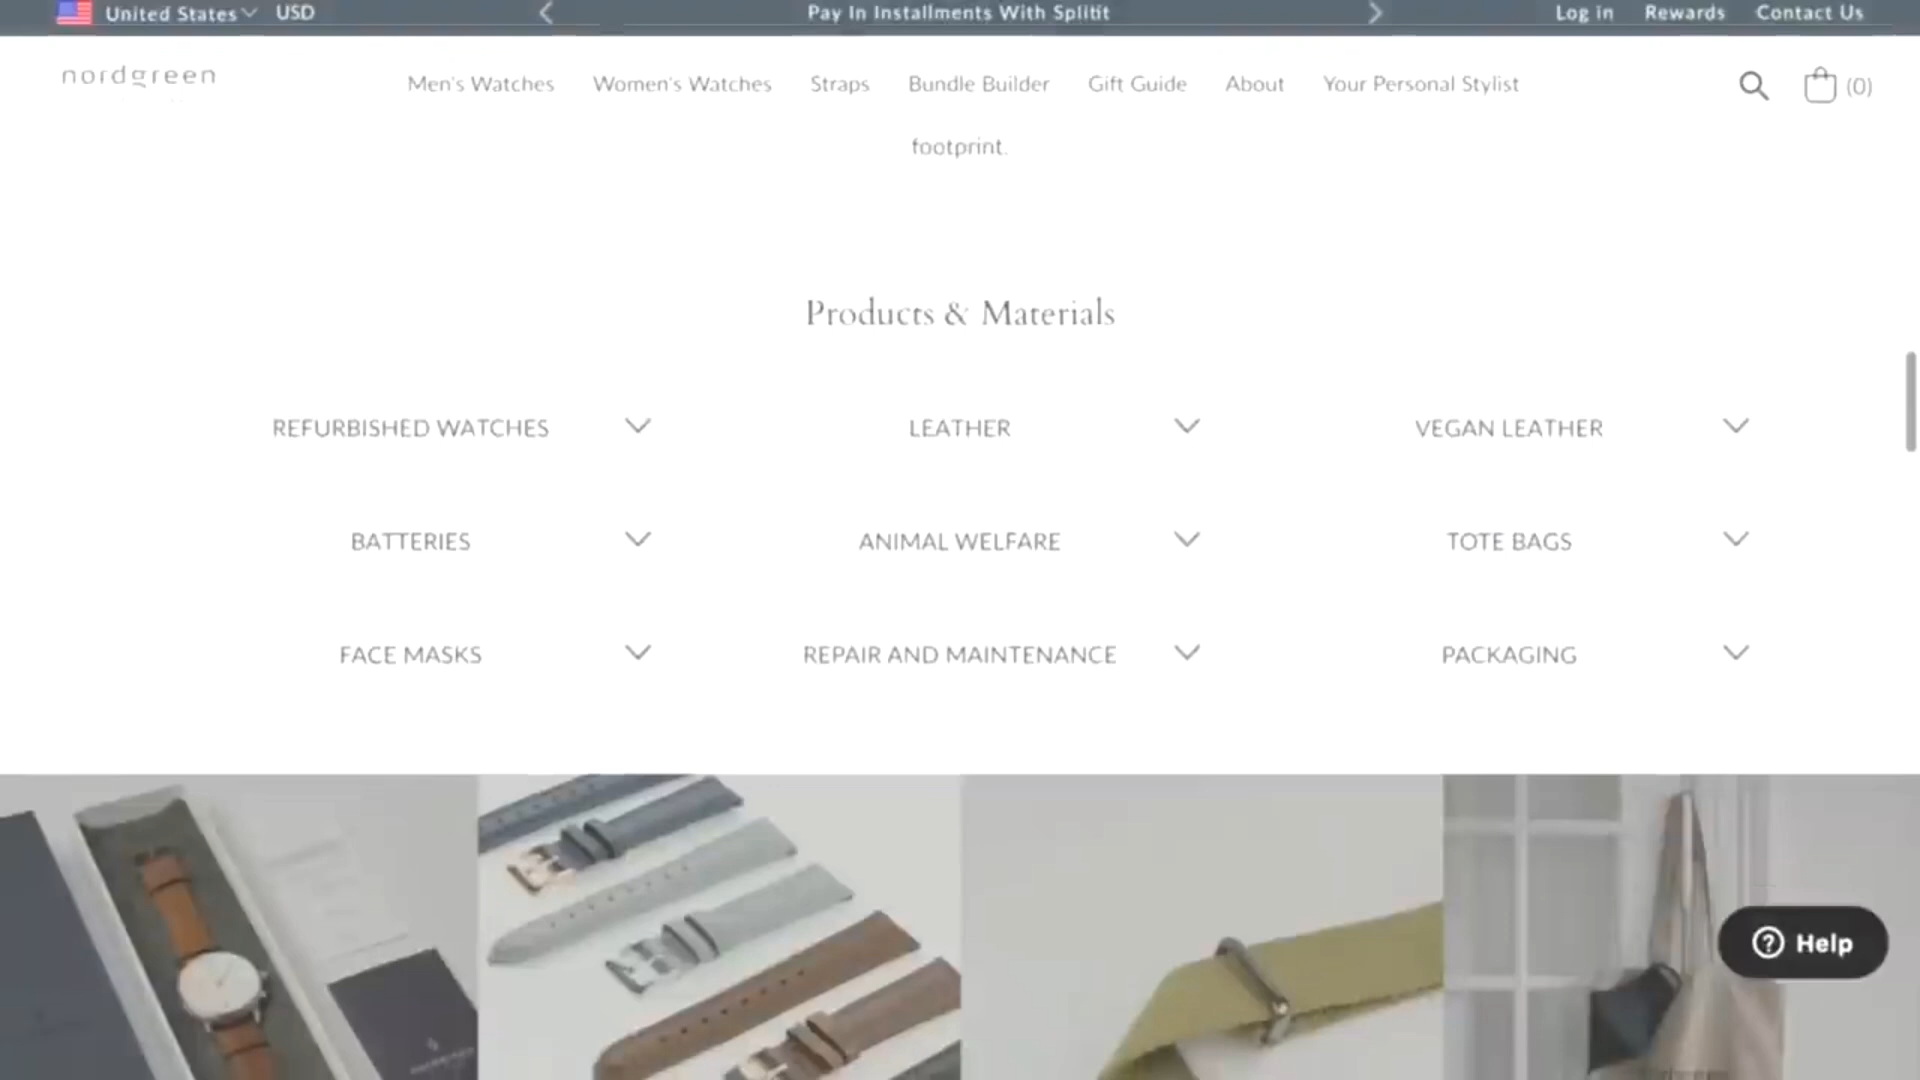 United States USD
Pay In Installments With Splitit
Log in Rewards Contact Us
nordgreen
Men's Watches Women's Watches Straps Bundle Builder Gift Guide About Your Personal Stylist
(0)
footprint.
Products & Materials
REFURBISHED WATCHES LEATHER VEGAN LEATHER
BATTERIES ANIMAL WELFARE TOTE BAGS
FACE MASKS REPAIR AND MAINTENANCE PACKAGING
? Help